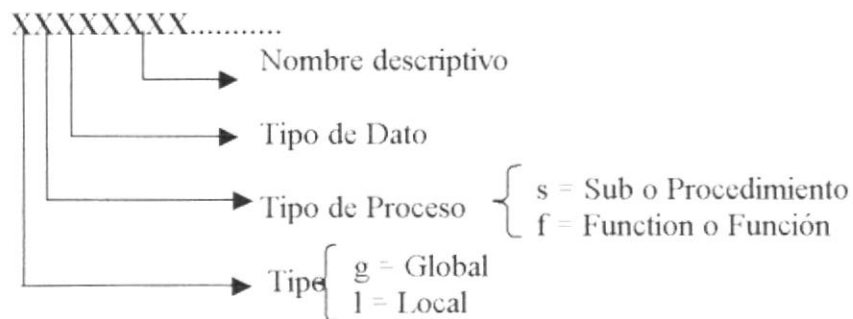 XXXXXXXX...........
Nombre descriptivo
Tipo de Dato
Tipo de Proceso { s = Sub o Procedimiento
f = Function o Función
Tipo { g = Global
l = Local